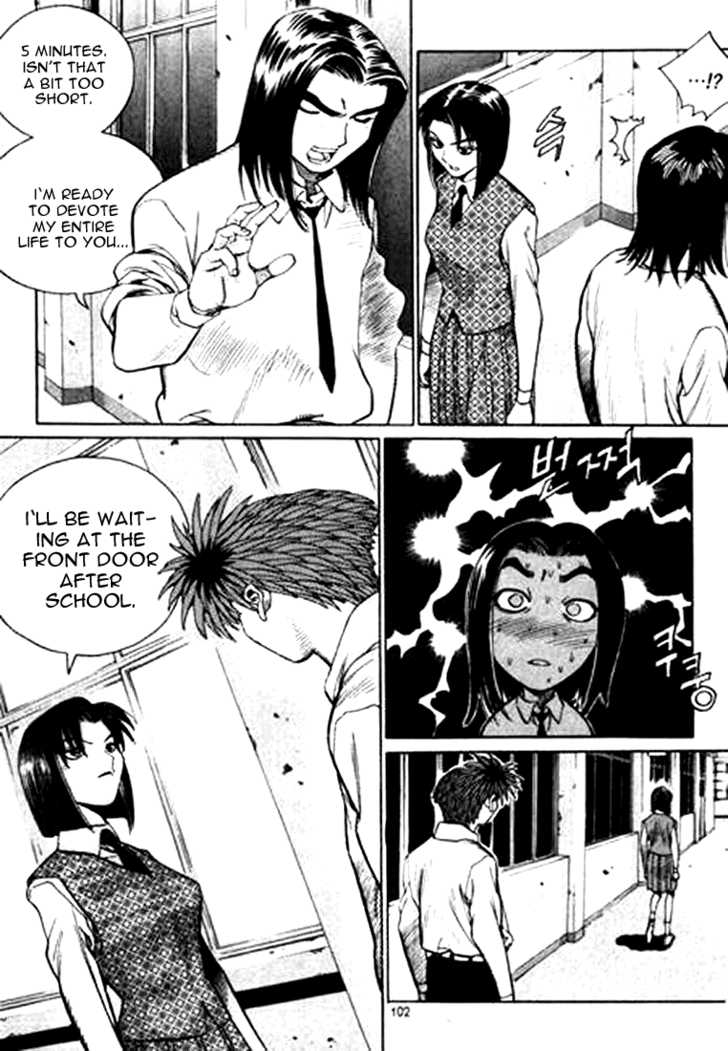 5 MINUTES.
ISN'T THAT
A BIT TOO
SHORT.
I'M READY
TO DEVOTE
MY ENTIRE
LIFE TO YOU...
...!?
슥
I'LL BE WAIT-
ING AT THE
FRONT DOOR
AFTER
SCHOOL.
번쩍
쿠쿵
102